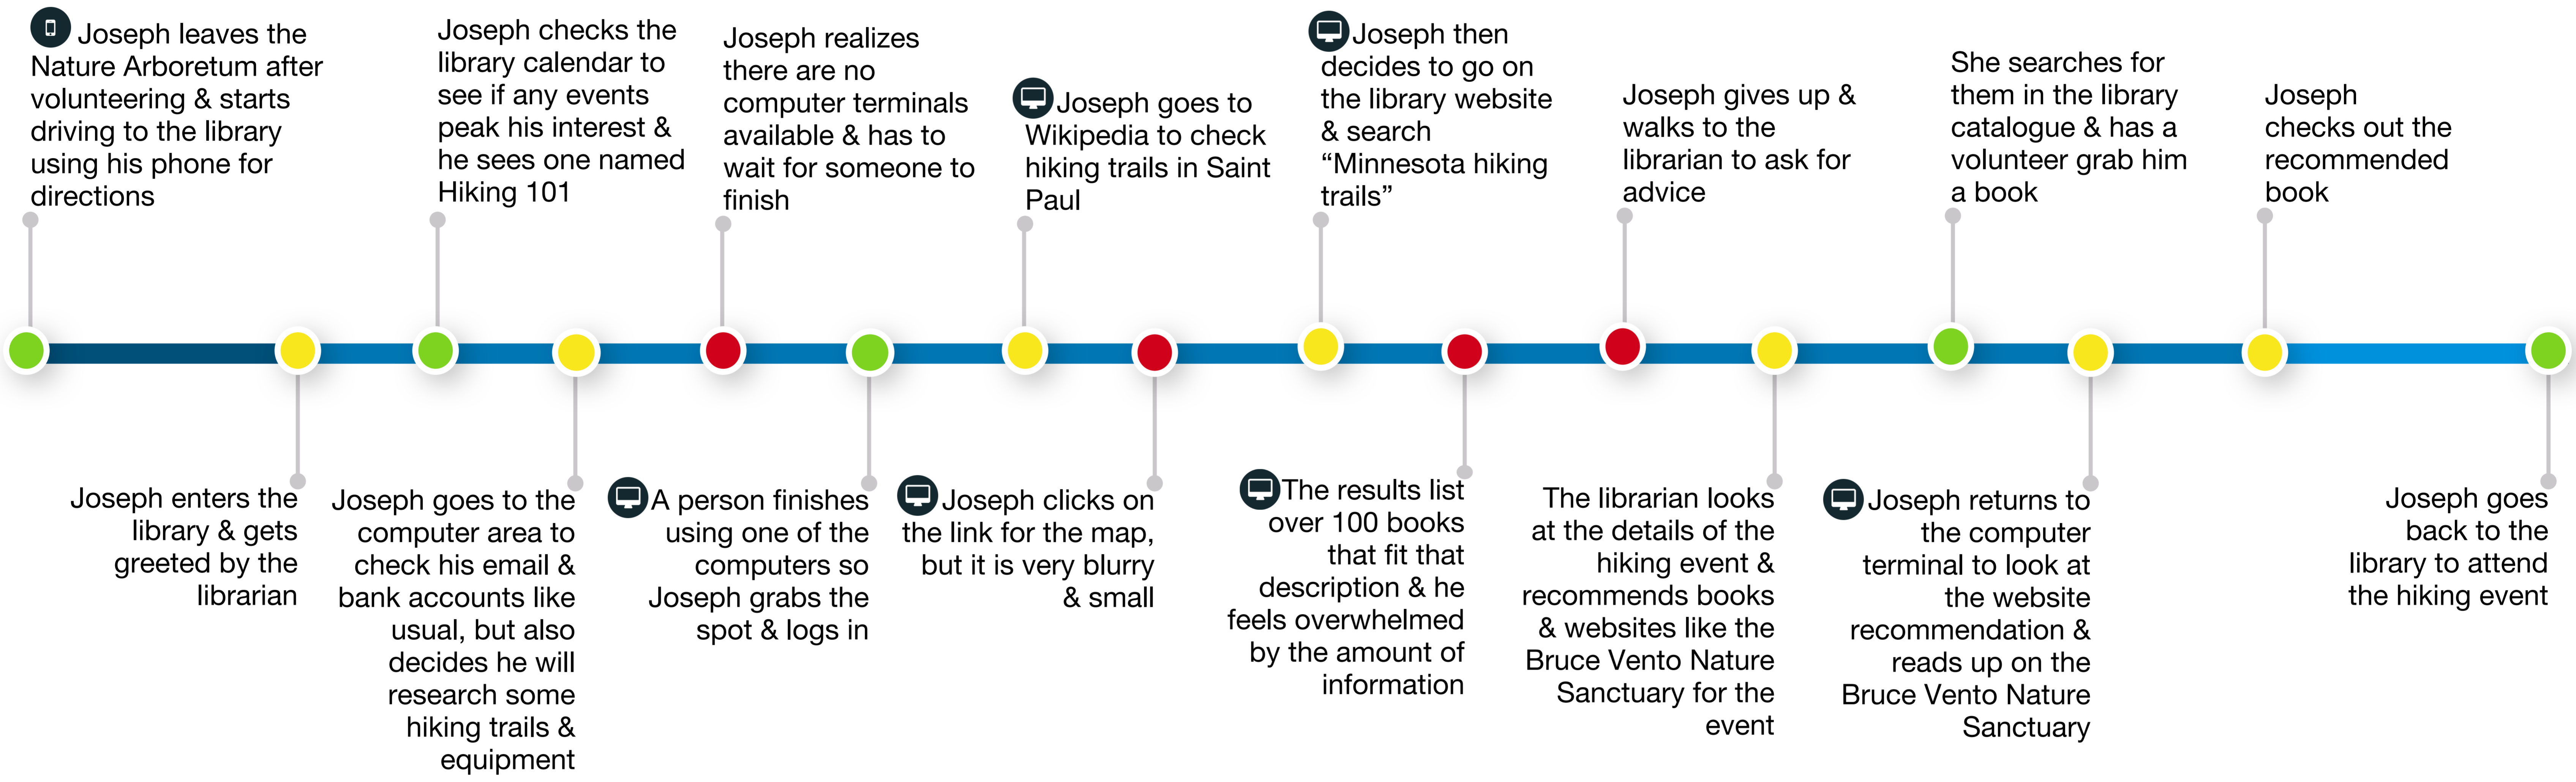 Joseph leaves the
Nature Arboretum after
volunteering & starts
driving to the library
using his phone for
directions
Joseph enters the
library & gets
greeted by the
librarian
Joseph checks the
library calendar to
see if any events
peak his interest &
he sees one named
Hiking 101
Joseph goes to the
computer area to
check his email &
bank accounts like
usual, but also
decides he will
research some
hiking trails &
equipment
Joseph realizes
there are no
computer terminals
available & has to
wait for someone to
finish
A person finishes
using one of the
computers so
Joseph grabs the
spot & logs in
Joseph goes to
Wikipedia to check
hiking trails in Saint
Paul
Joseph clicks on
the link for the map,
but it is very blurry
& small
Joseph then
decides to go on
the library website
& search
“Minnesota hiking
trails”
The results list
over 100 books
that fit that
description & he
feels overwhelmed
by the amount of
information
Joseph gives up &
walks to the
librarian to ask for
advice
The librarian looks
at the details of the
hiking event &
recommends books
& websites like the
Bruce Vento Nature
Sanctuary for the
event
She searches for
them in the library
catalogue & has a
volunteer grab him
a book
Joseph returns to
the computer
terminal to look at
the website
recommendation &
reads up on the
Bruce Vento Nature
Sanctuary
Joseph
checks out the
recommended
book
Joseph goes
back to the
library to attend
the hiking event